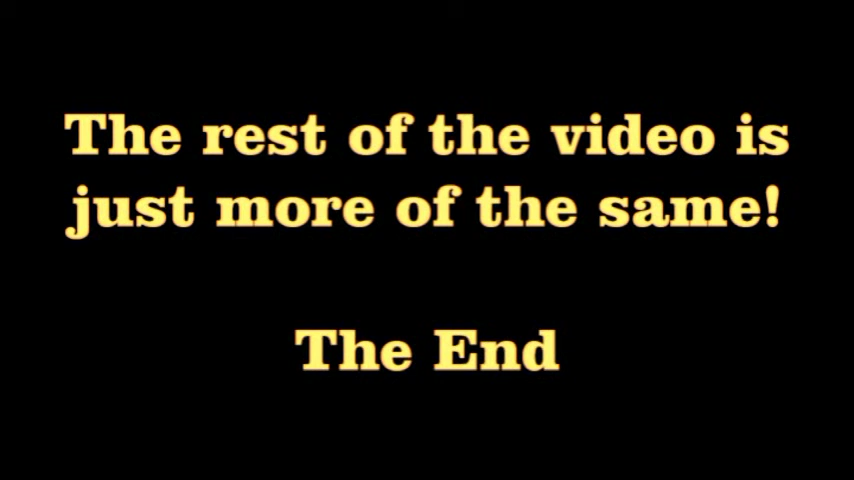 The rest of the video is
just more of the same!
The End